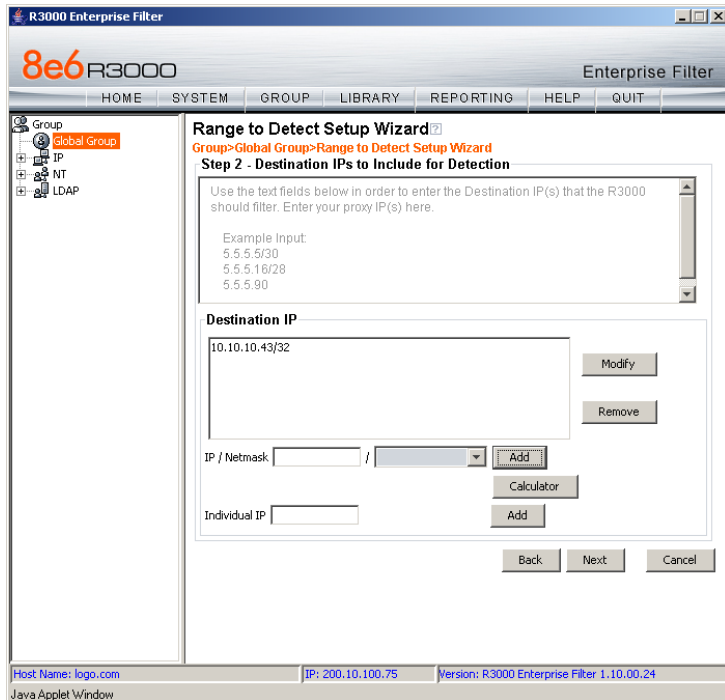 R3000 Enterprise Filter
8e6 R3000
Enterprise Filter
HOME SYSTEM GROUP LIBRARY REPORTING HELP QUIT
Group
Global Group
IP
NT
LDAP
Range to Detect Setup Wizard ?
Group>Global Group>Range to Detect Setup Wizard
Step 2 - Destination IPs to Include for Detection
Use the text fields below in order to enter the Destination IP(s) that the R3000
should filter. Enter your proxy IP(s) here.
Example Input:
5.5.5.5/30
5.5.5.16/28
5.5.5.90
Destination IP
10.10.10.43/32
Modify
Remove
IP / Netmask / Add
Calculator
Individual IP Add
Back Next Cancel
Host Name: logo.com IP: 200.10.100.75 Version: R3000 Enterprise Filter 1.10.00.24
Java Applet Window